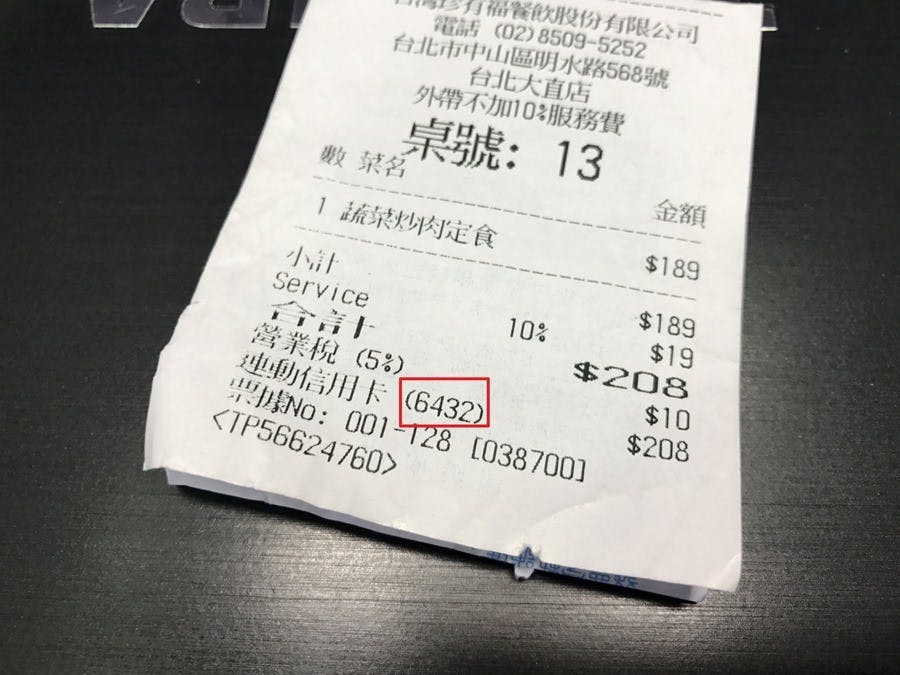 台灣珍有福餐飲股份有限公司
電話 (02)8509-5252
台北市中山區明水路568號
台北大直店
外帶不加10%服務費
桌號: 13
數 菜名 金額
1 蔬菜炒肉定食 $189
小計 $189
Service 10% $19
合計 $208
營業稅 (5%) $10
連動信用卡 (6432) $208
票據No: 001-128 [038700]
<TP56624760>